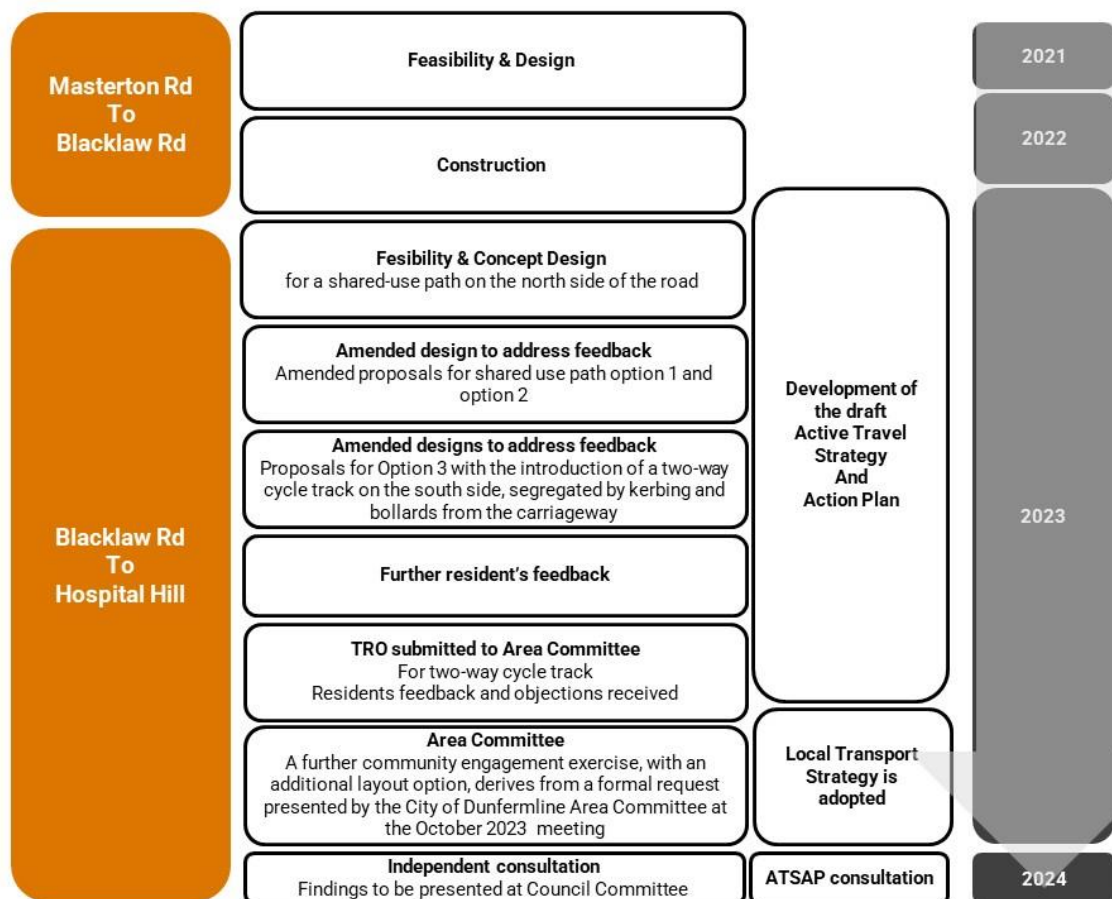 Masterton Rd
To
Blacklaw Rd
Feasibility & Design
Construction
Blacklaw Rd
To
Hospital Hill
Fesibility & Concept Design
for a shared-use path on the north side of the road
Amended design to address feedback
Amended proposals for shared use path option 1 and
option 2
Amended designs to address feedback
Proposals for Option 3 with the introduction of a two-way
cycle track on the south side, segregated by kerbing and
bollards from the carriageway
Further resident's feedback
TRO submitted to Area Committee
For two-way cycle track
Residents feedback and objections received
Area Committee
A further community engagement exercise, with an
additional layout option, derives from a formal request
presented by the City of Dunfermline Area Committee at
the October 2023 meeting
Independent consultation
Findings to be presented at Council Committee
Development of
the draft
Active Travel
Strategy
And
Action Plan
Local Transport
Strategy is
adopted
ATSAP consultation
2021
2022
2023
2024